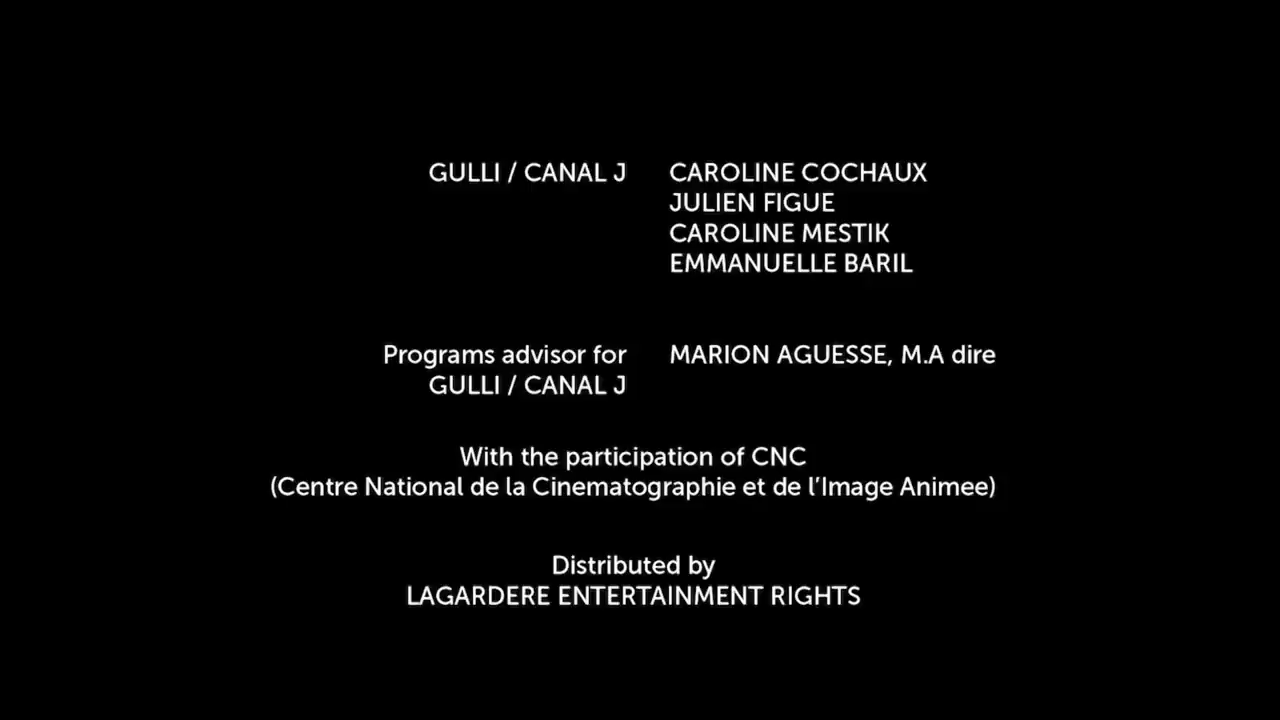 GULLI / CANAL J CAROLINE COCHAUX
JULIEN FIGUE
CAROLINE MESTIK
EMMANUELLE BARIL
Programs advisor for MARION AGUESSE, M.A dire
GULLI / CANAL J
With the participation of CNC
(Centre National de la Cinematographie et de l’Image Animee)
Distributed by
LAGARDERE ENTERTAINMENT RIGHTS